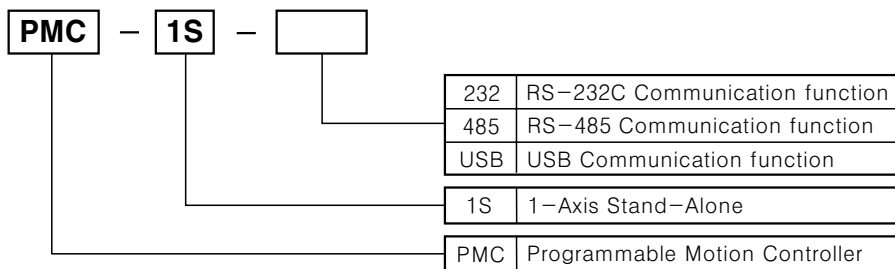 PMC － 1S －
232 RS－232C Communication function
485 RS－485 Communication function
USB USB Communication function
1S 1－Axis Stand－Alone
PMC Programmable Motion Controller